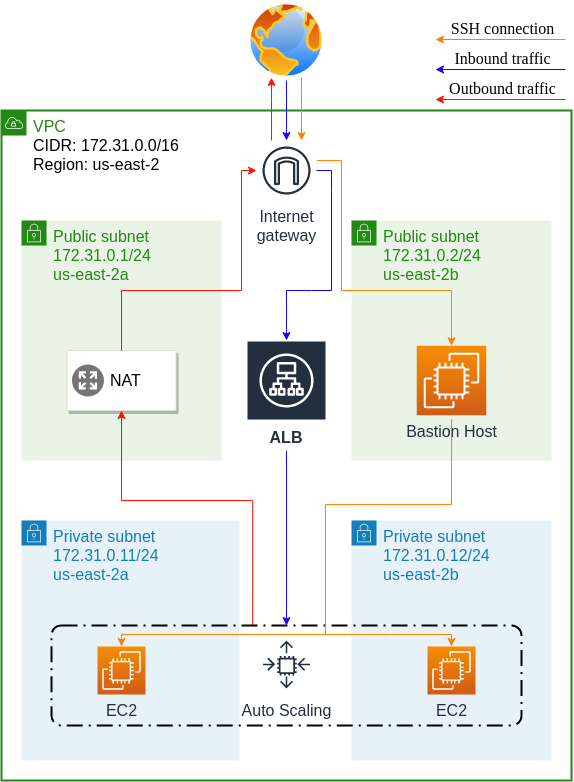 SSH connection
Inbound traffic
Outbound traffic
VPC
CIDR: 172.31.0.0/16
Region: us-east-2
Internet
gateway
Public subnet
172.31.0.1/24
us-east-2a
Public subnet
172.31.0.2/24
us-east-2b
NAT
ALB
Bastion Host
Private subnet
172.31.0.11/24
us-east-2a
Private subnet
172.31.0.12/24
us-east-2b
EC2
Auto Scaling
EC2